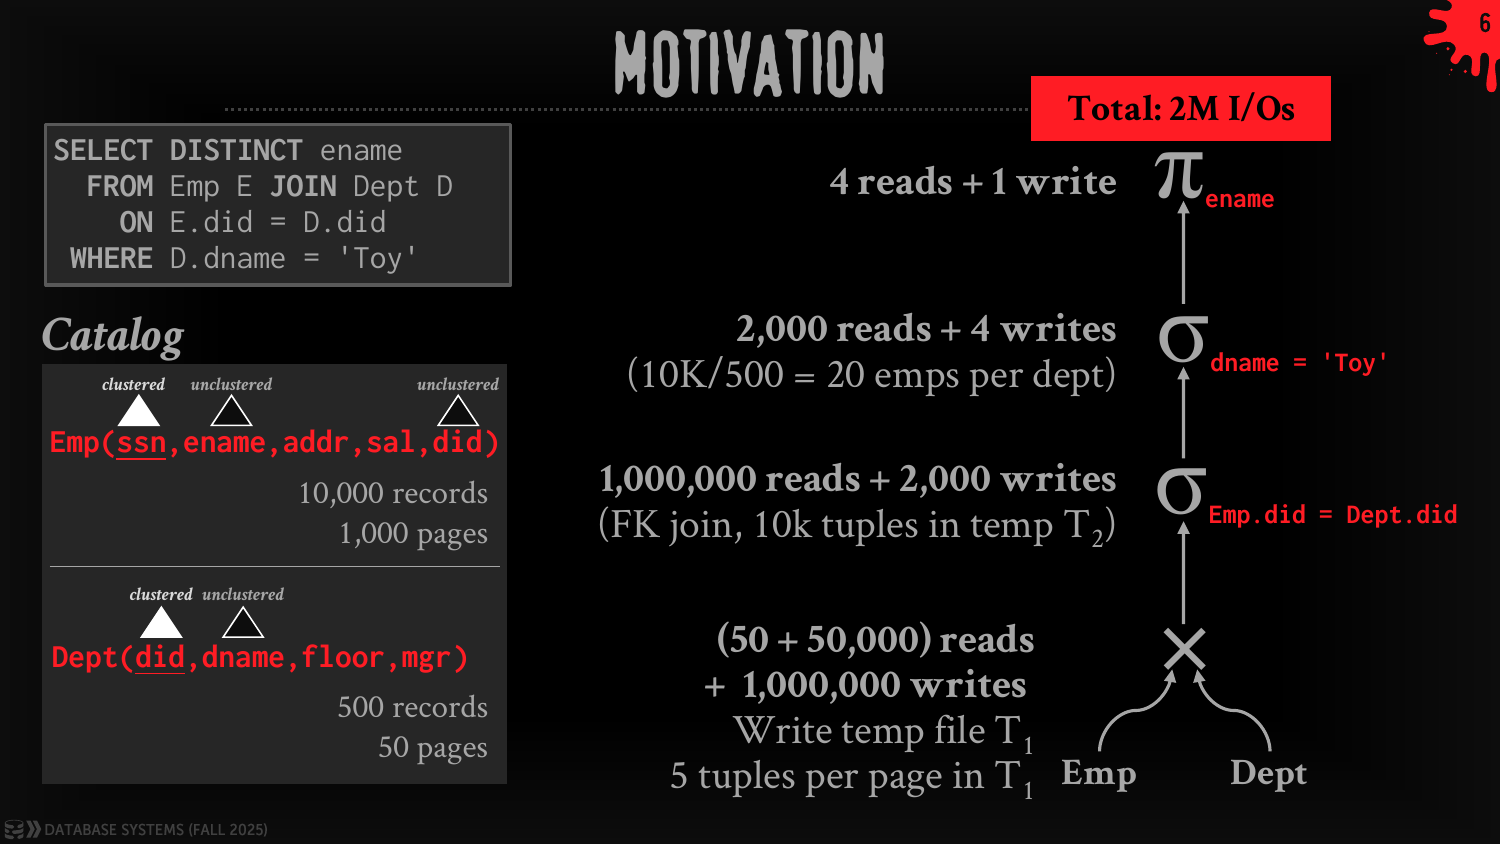 6
MOTIVATION
Total: 2M I/Os
SELECT DISTINCT ename
FROM Emp E JOIN Dept D
ON E.did = D.did
WHERE D.dname = 'Toy'
4 reads + 1 write
π ename
Catalog
2,000 reads + 4 writes
(10K/500 = 20 emps per dept)
σ dname = 'Toy'
clustered unclustered unclustered
Emp(ssn,ename,addr,sal,did)
10,000 records
1,000 pages
1,000,000 reads + 2,000 writes
(FK join, 10k tuples in temp T2)
σ Emp.did = Dept.did
clustered unclustered
Dept(did,dname,floor,mgr)
500 records
50 pages
(50 + 50,000) reads
+ 1,000,000 writes
Write temp file T1
5 tuples per page in T1
×
Emp Dept
DATABASE SYSTEMS (FALL 2025)